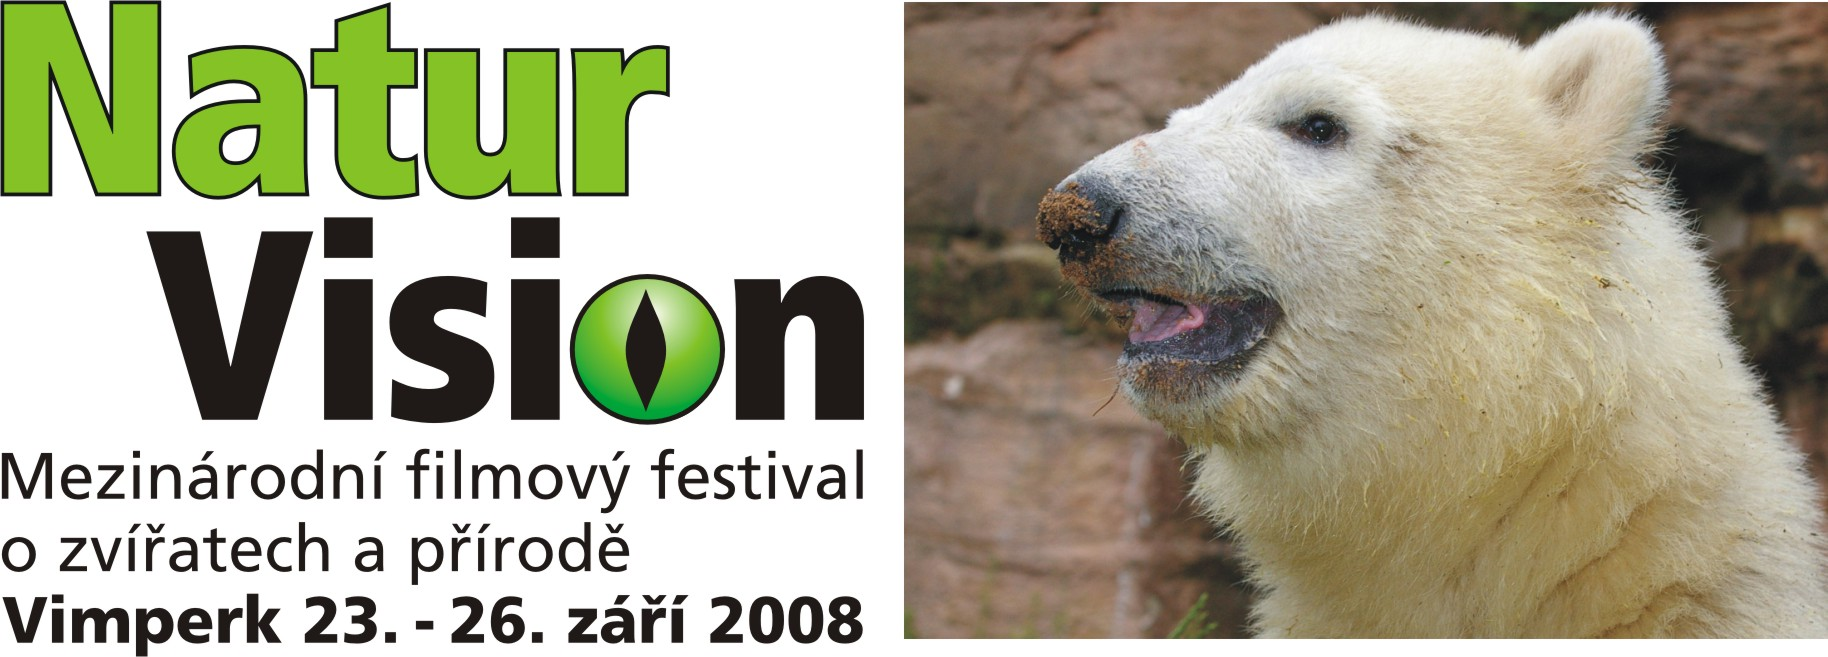 Natur
Vision
Mezinárodní filmový festival
o zvířatech a přírodě
Vimperk 23. - 26. září 2008